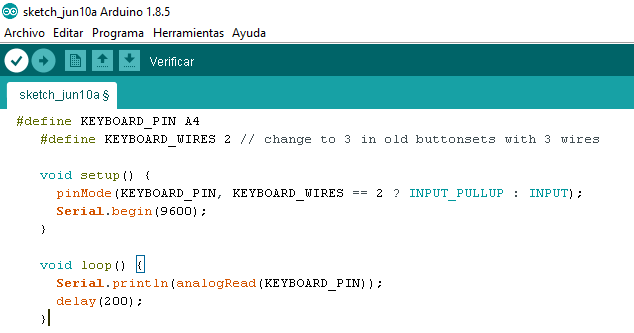 sketch_jun10a Arduino 1.8.5
Archivo Editar Programa Herramientas Ayuda
Verificar
sketch_jun10a §
#define KEYBOARD_PIN A4
#define KEYBOARD_WIRES 2 // change to 3 in old buttonsets with 3 wires
void setup() {
pinMode(KEYBOARD_PIN, KEYBOARD_WIRES == 2 ? INPUT_PULLUP : INPUT);
Serial.begin(9600);
}
void loop() {
Serial.println(analogRead(KEYBOARD_PIN));
delay(200);
}